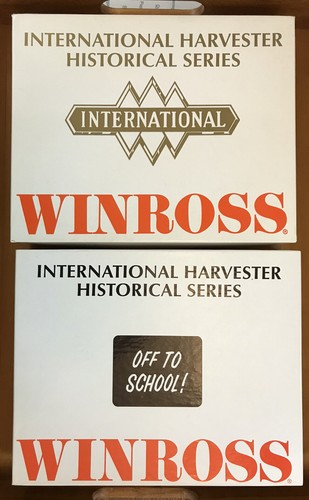 INTERNATIONAL HARVESTER
HISTORICAL SERIES
INTERNATIONAL
WINROSS®
INTERNATIONAL HARVESTER
HISTORICAL SERIES
OFF TO
SCHOOL!
WINROSS®